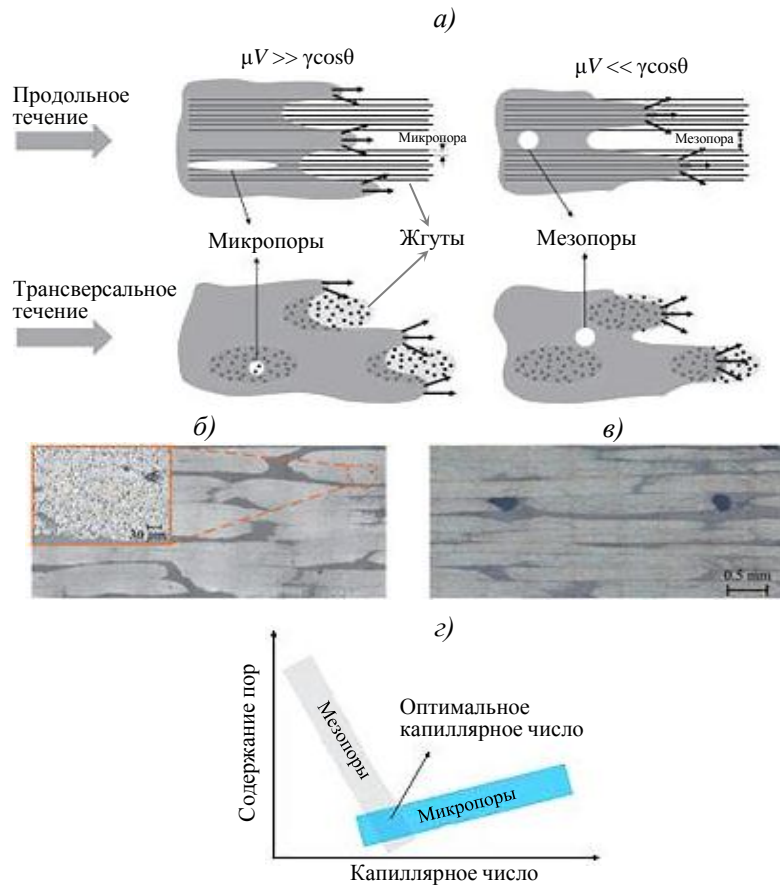 а)
μV >> γcosθ
μV << γcosθ
Продольное
течение
Микропора
Мезопора
Микропоры
Жгуты
Мезопоры
Трансверсальное
течение
б)
в)
30 μm
0.5 mm
г)
Содержание пор
Мезопоры
Оптимальное
капиллярное число
Микропоры
Капиллярное число